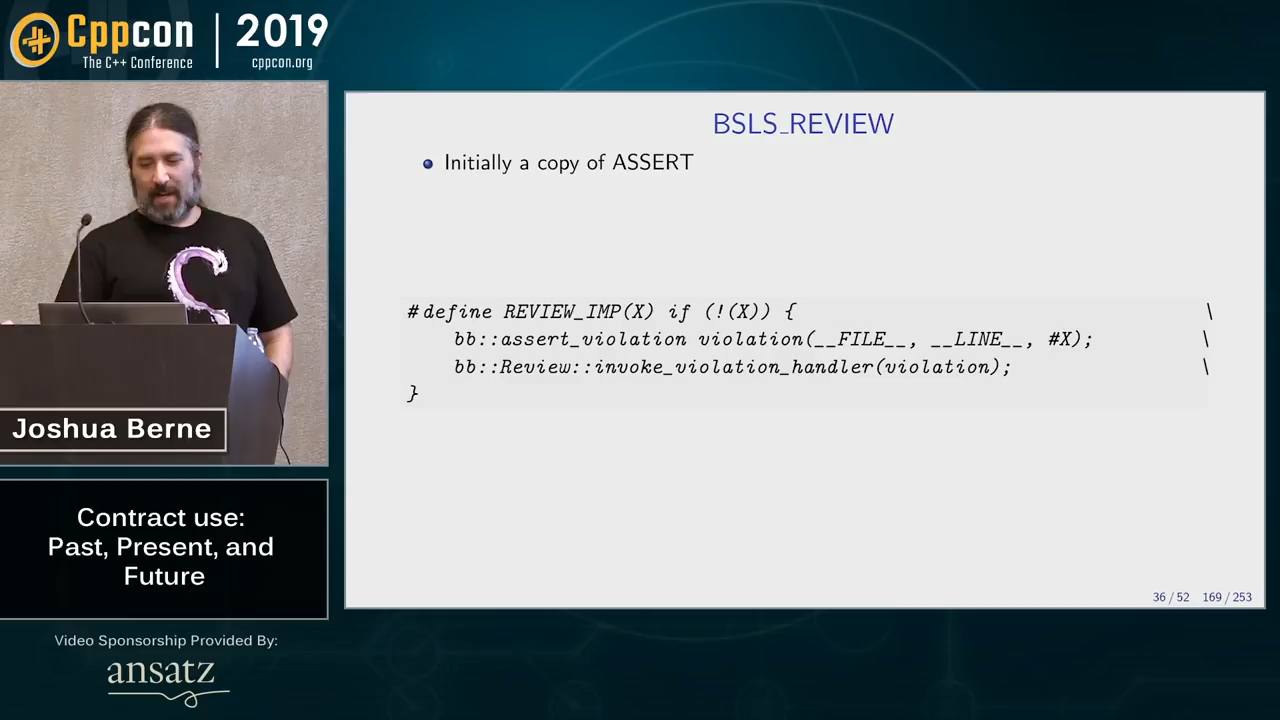 Cppcon
The C++ Conference
2019
cppcon.org
BSLS_REVIEW
Initially a copy of ASSERT
#define REVIEW_IMP(X) if (!(X)) { \
bb::assert_violation violation(__FILE__, __LINE__, #X); \
bb::Review::invoke_violation_handler(violation); \
}
36 / 52 169 / 253
Joshua Berne
Contract use:
Past, Present, and
Future
Video Sponsorship Provided By:
ansatz